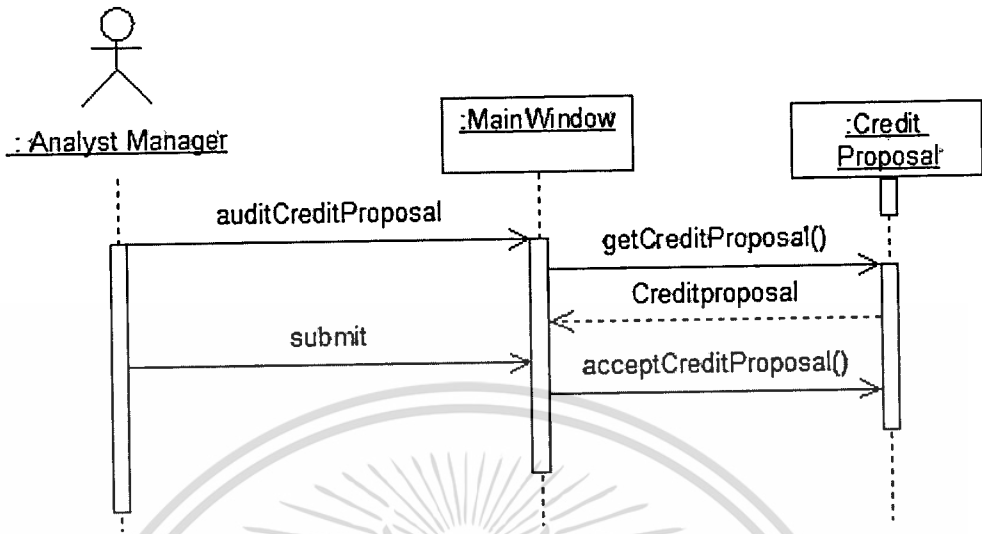 : Analyst Manager
:MainWindow
:Credit
Proposal
auditCreditProposal
getCreditProposal()
Creditproposal
submit
acceptCreditProposal()